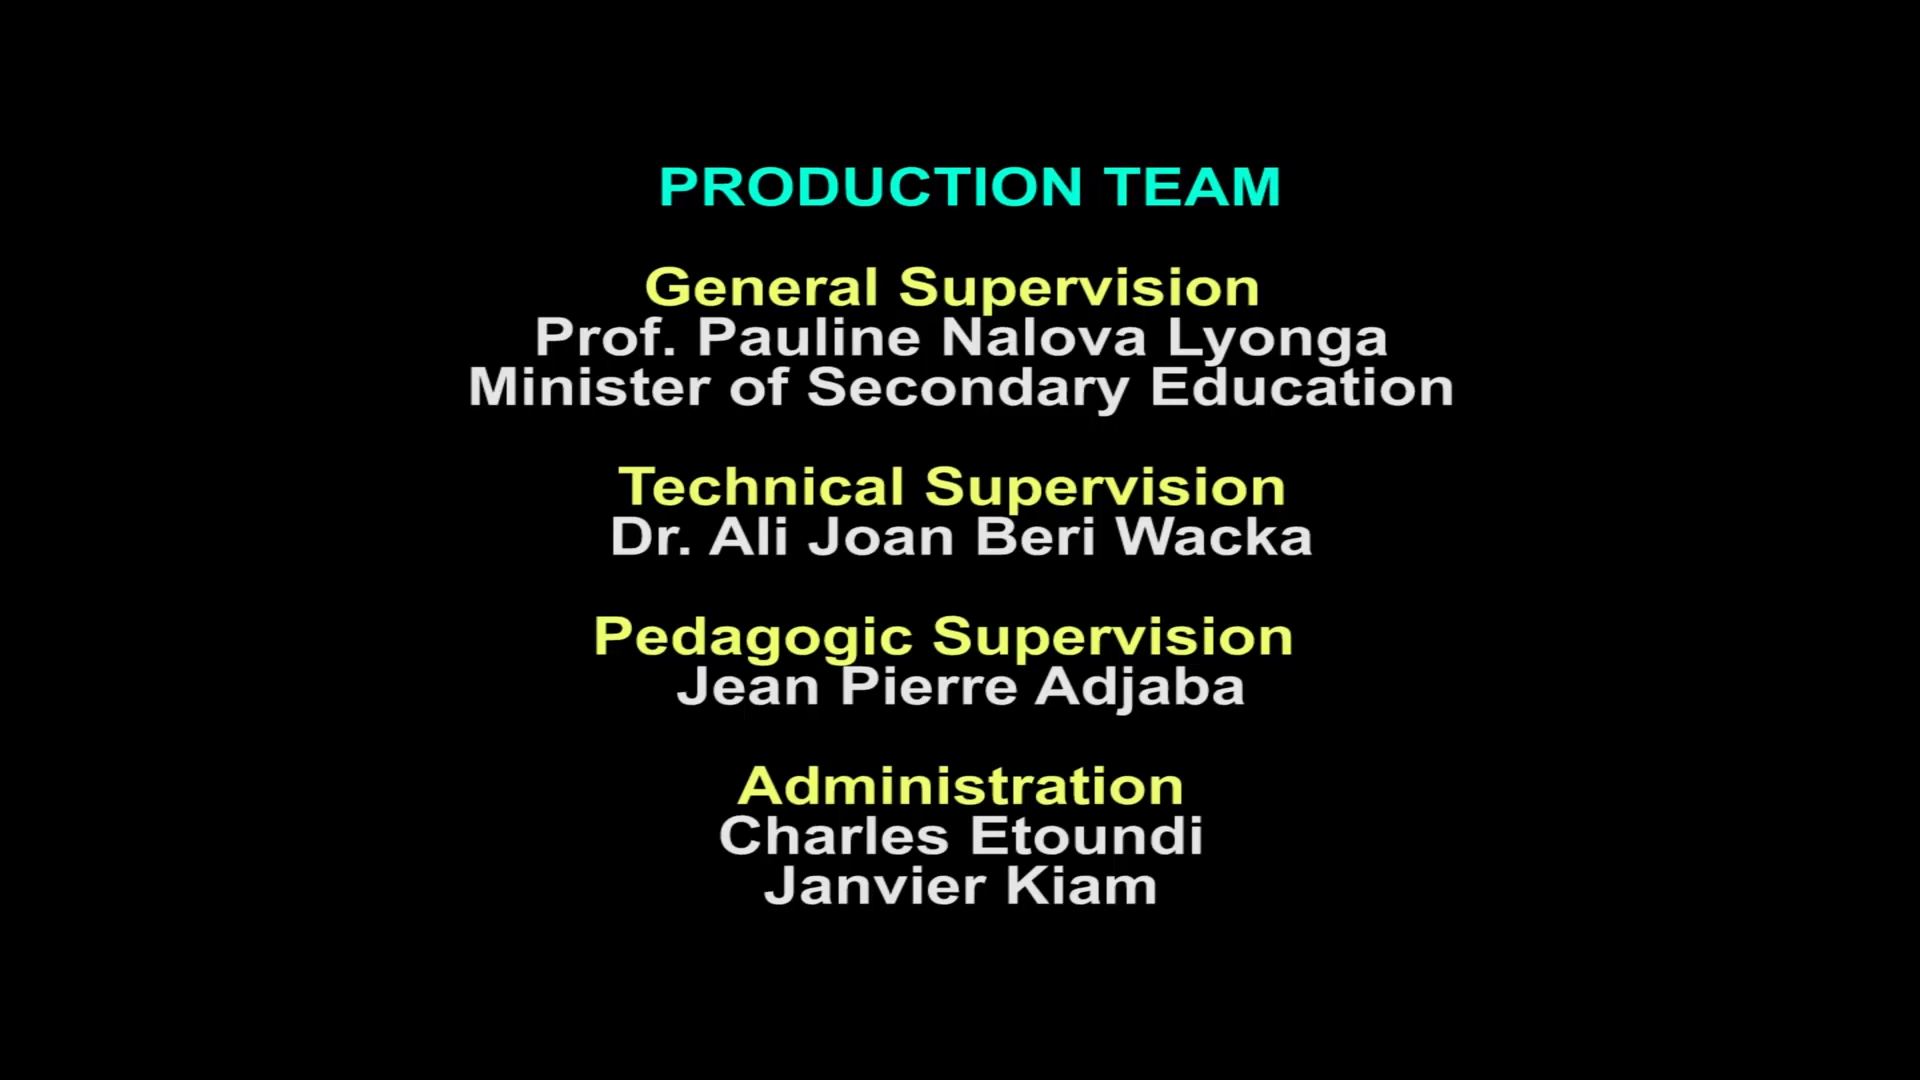 PRODUCTION TEAM
General Supervision
Prof. Pauline Nalova Lyonga
Minister of Secondary Education
Technical Supervision
Dr. Ali Joan Beri Wacka
Pedagogic Supervision
Jean Pierre Adjaba
Administration
Charles Etoundi
Janvier Kiam